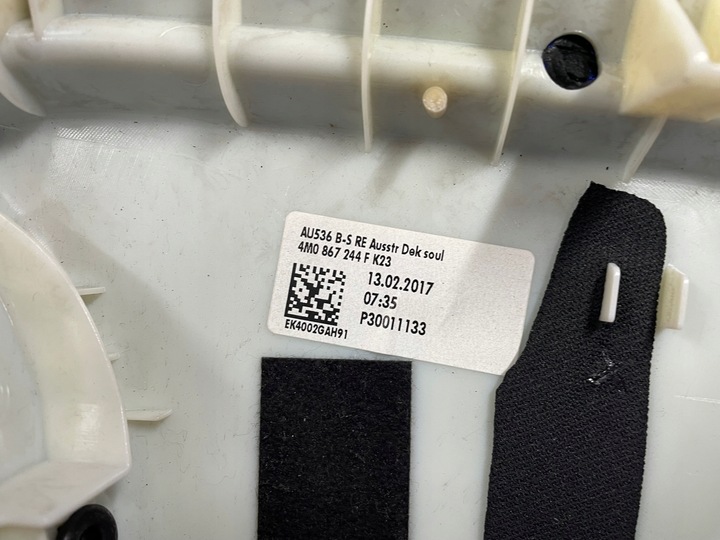 AU536 B-S RE Ausstr Dek soul
4M0 867 244 F K23
13.02.2017
07:35
P30011133
EK4002GAH91